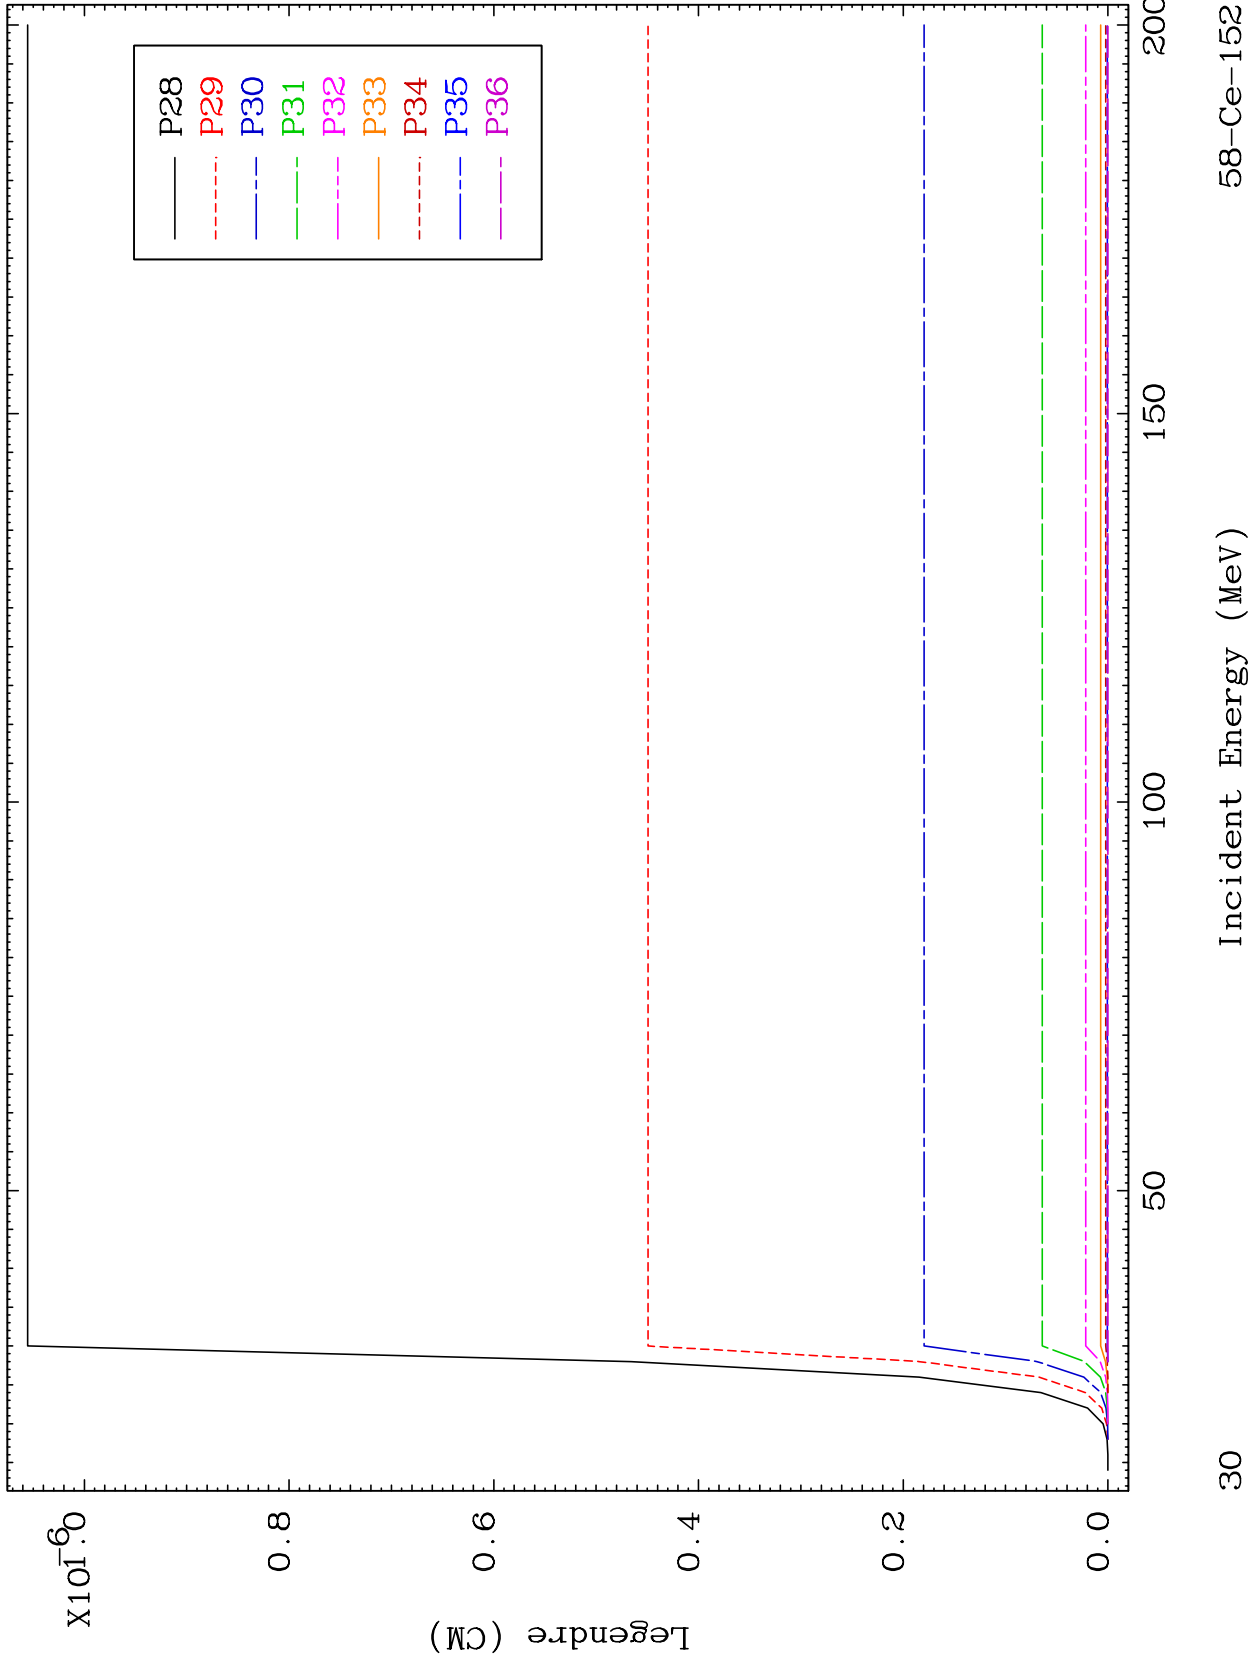 X10-6
1.0
0.8
0.6
0.4
0.2
0.0
Legendre (CM)
P28
P29
P30
P31
P32
P33
P34
P35
P36
50
100
150
200
Incident Energy (MeV)
30
58-Ce-152